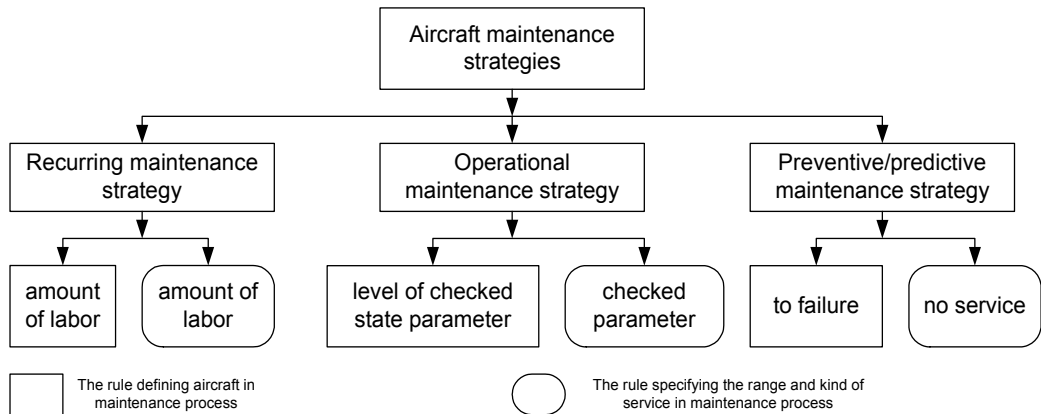 Aircraft maintenance
strategies
Recurring maintenance
strategy
Operational
maintenance strategy
Preventive/predictive
maintenance strategy
amount
of labor
amount of
labor
level of checked
state parameter
checked
parameter
to failure
no service
The rule defining aircraft in
maintenance process
The rule specifying the range and kind of
service in maintenance process